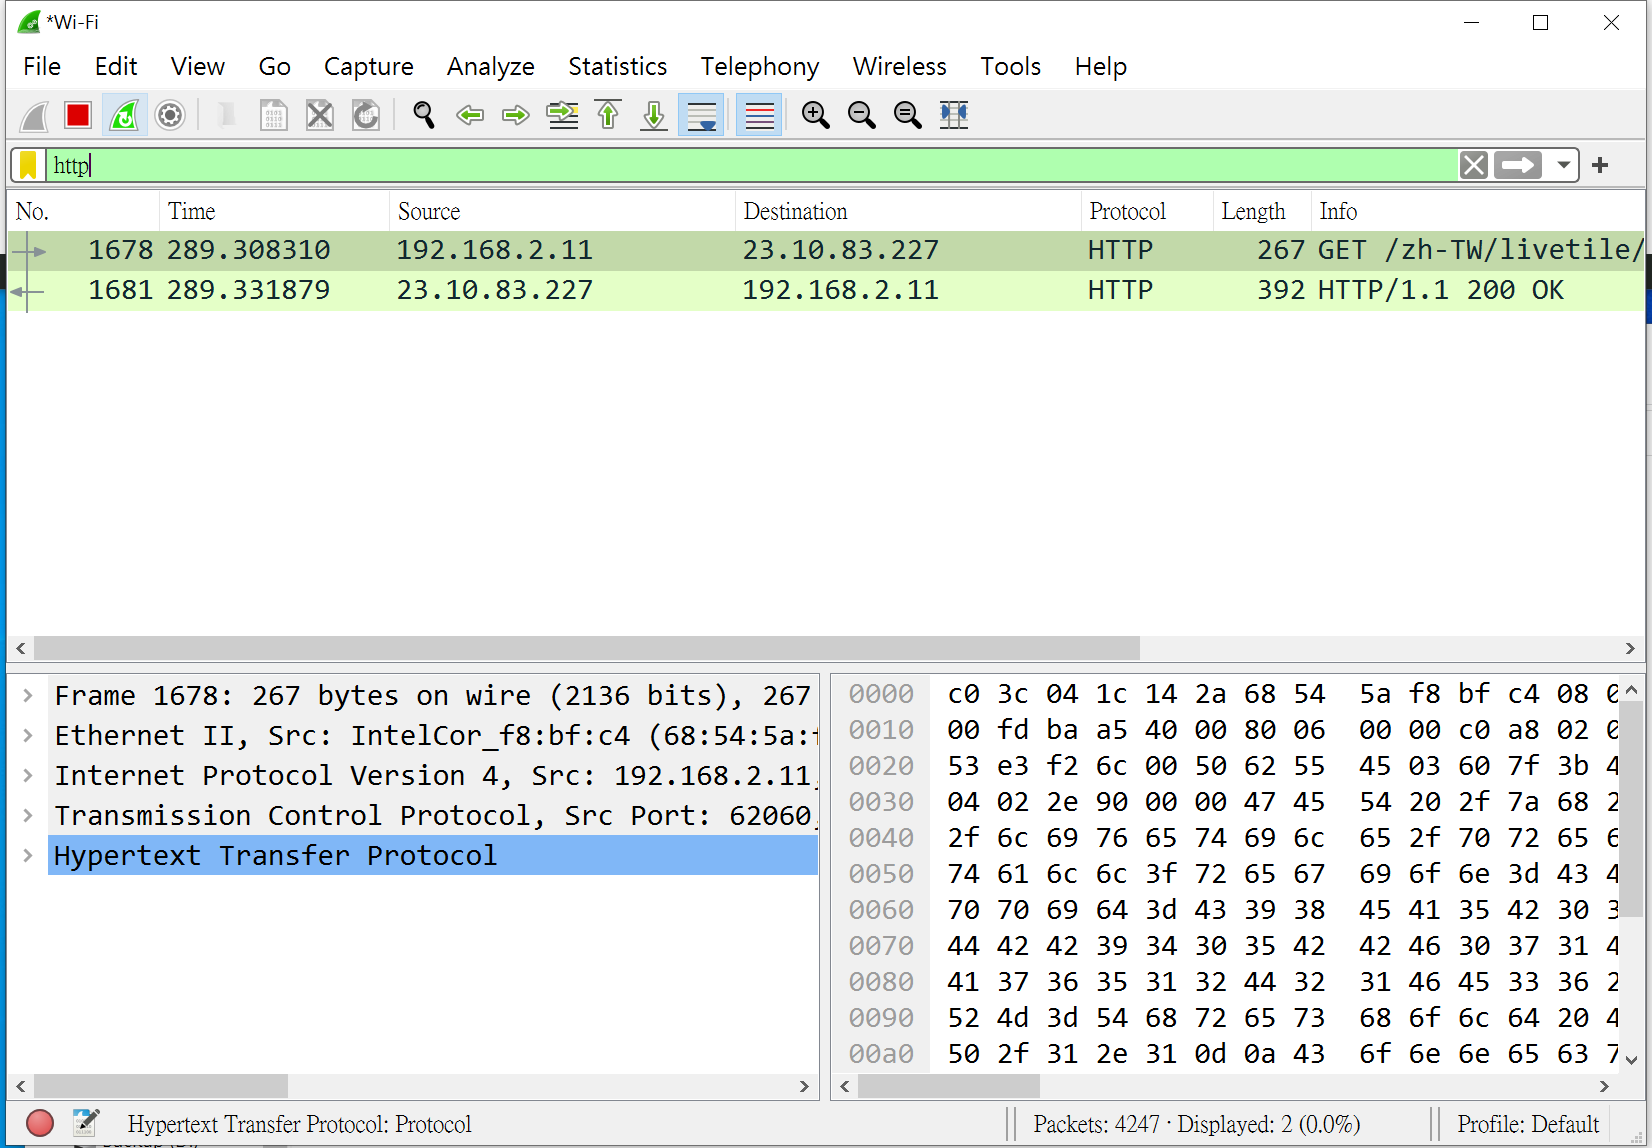 *Wi-Fi
File Edit View Go Capture Analyze Statistics Telephony Wireless Tools Help
http
No. Time Source Destination Protocol Length Info
1678 289.308310 192.168.2.11 23.10.83.227 HTTP 267 GET /zh-TW/livetile/
1681 289.331879 23.10.83.227 192.168.2.11 HTTP 392 HTTP/1.1 200 OK
Frame 1678: 267 bytes on wire (2136 bits), 267
Ethernet II, Src: IntelCor_f8:bf:c4 (68:54:5a:
Internet Protocol Version 4, Src: 192.168.2.11,
Transmission Control Protocol, Src Port: 62060,
Hypertext Transfer Protocol
0000 c0 3c 04 1c 14 2a 68 54 5a f8 bf c4 08 0
0010 00 fd ba a5 40 00 80 06 00 00 c0 a8 02 0
0020 53 e3 f2 6c 00 50 62 55 45 03 60 7f 3b 4
0030 04 02 2e 90 00 00 47 45 54 20 2f 7a 68 2
0040 2f 6c 69 76 65 74 69 6c 65 2f 70 72 65 6
0050 74 61 6c 6c 3f 72 65 67 69 6f 6e 3d 43 4
0060 70 70 69 64 3d 43 39 38 45 41 35 42 30 3
0070 44 42 42 39 34 30 35 42 42 46 30 37 31 4
0080 41 37 36 35 31 32 44 32 31 46 45 33 36 2
0090 52 4d 3d 54 68 72 65 73 68 6f 6c 64 20 4
00a0 50 2f 31 2e 31 0d 0a 43 6f 6e 6e 65 63 7
Hypertext Transfer Protocol: Protocol
Packets: 4247 · Displayed: 2 (0.0%)
Profile: Default